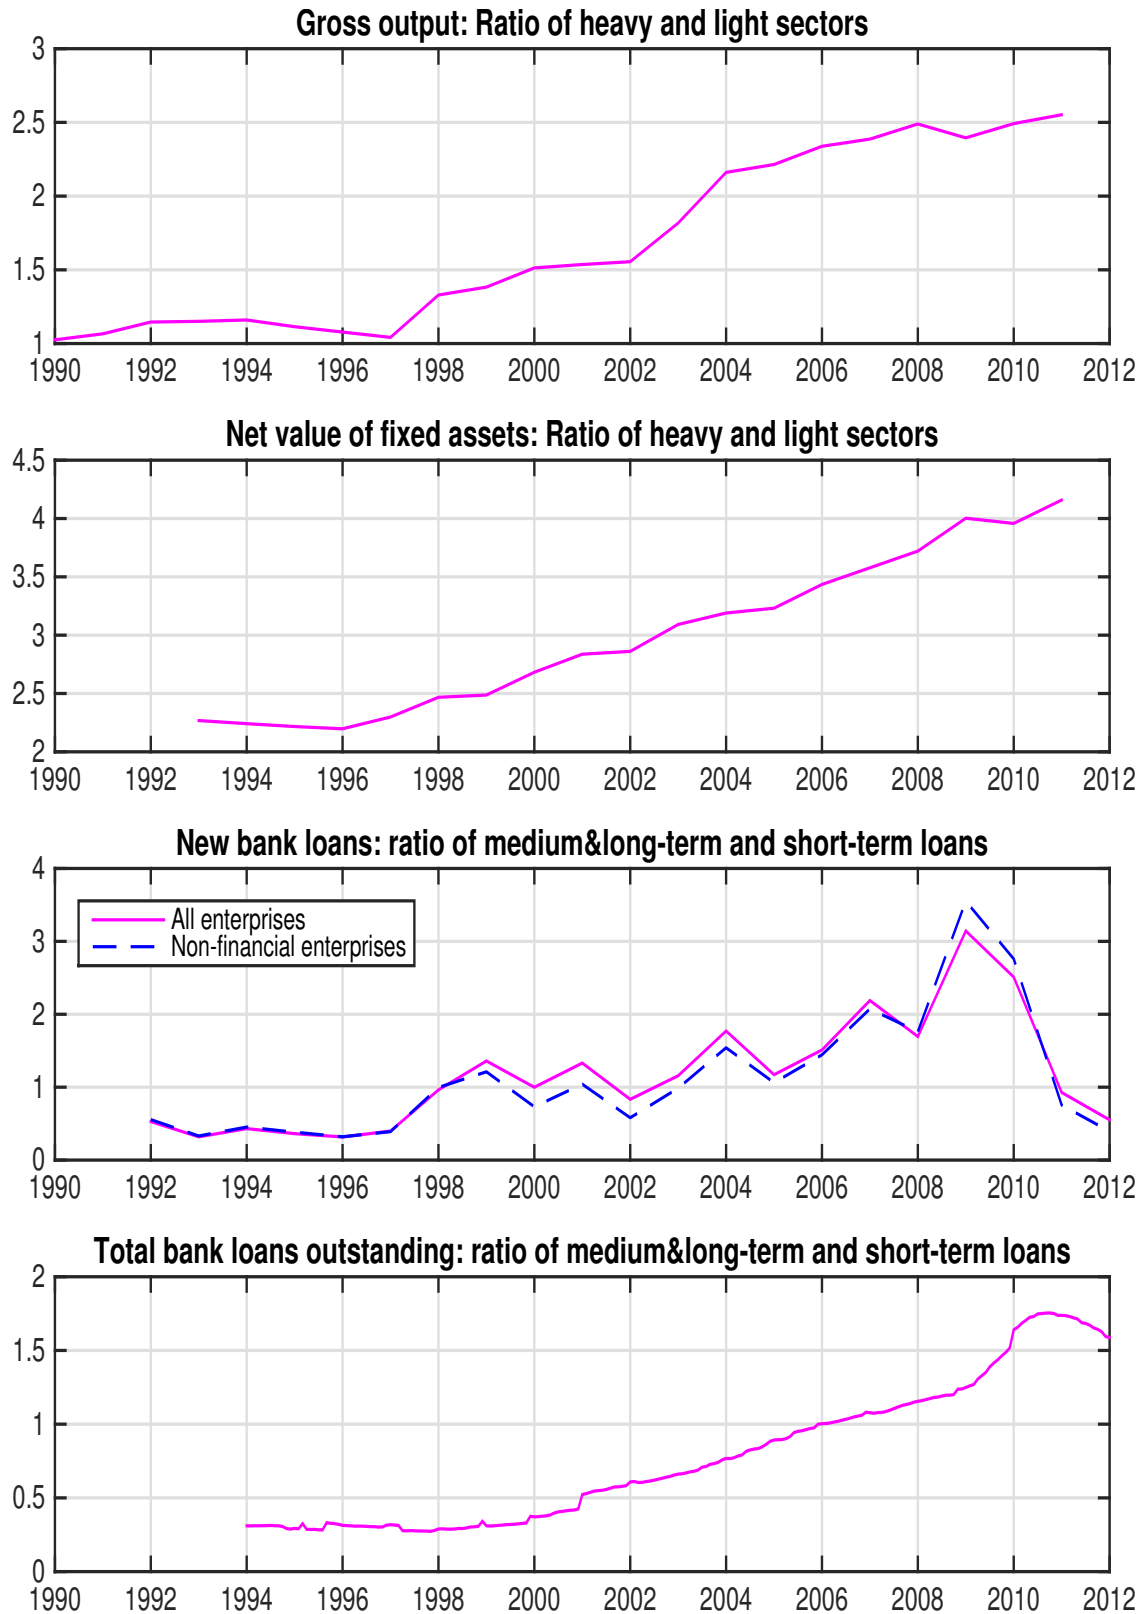 Gross output: Ratio of heavy and light sectors
3
2.5
2
1.5
1
1990 1992 1994 1996 1998 2000 2002 2004 2006 2008 2010 2012
Net value of fixed assets: Ratio of heavy and light sectors
4.5
4
3.5
3
2.5
2
1990 1992 1994 1996 1998 2000 2002 2004 2006 2008 2010 2012
New bank loans: ratio of medium&long-term and short-term loans
4
All enterprises
Non-financial enterprises
3
2
1
0
1990 1992 1994 1996 1998 2000 2002 2004 2006 2008 2010 2012
Total bank loans outstanding: ratio of medium&long-term and short-term loans
2
1.5
1
0.5
0
1990 1992 1994 1996 1998 2000 2002 2004 2006 2008 2010 2012